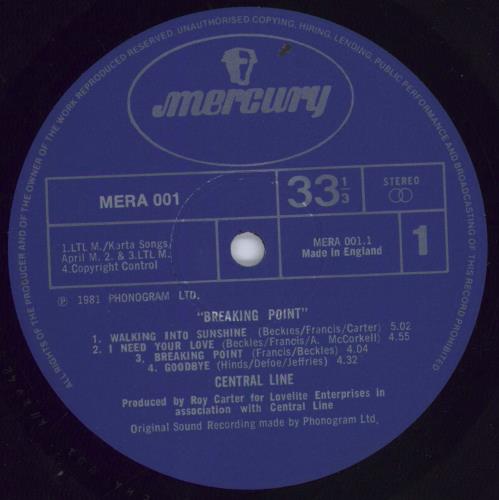 ALL RIGHTS OF THE PRODUCER AND OF THE OWNER OF THE WORK REPRODUCED RESERVED. UNAUTHORISED COPYING, HIRING, LENDING, PUBLIC PERFORMANCE AND BROADCASTING OF THIS RECORD PROHIBITED
mercury
MERA 001
33 1/3
STEREO
1.LTL M./Karta Songs/
April M. 2. & 3.LTL M.
4.Copyright Control
MERA 001.1
Made in England
1
Ⓟ 1981 PHONOGRAM LTD.
"BREAKING POINT"
1. WALKING INTO SUNSHINE (Beckles/Francis/Carter) 5.02
2. I NEED YOUR LOVE (Beckles/Francis/A. McCorkell) 4.55
3. BREAKING POINT (Francis/Beckles) 4.04
4. GOODBYE (Hinds/Defoe/Jeffries) 4.32
CENTRAL LINE
Produced by Roy Carter for Lovelite Enterprises in
association with Central Line
Original Sound Recording made by Phonogram Ltd.